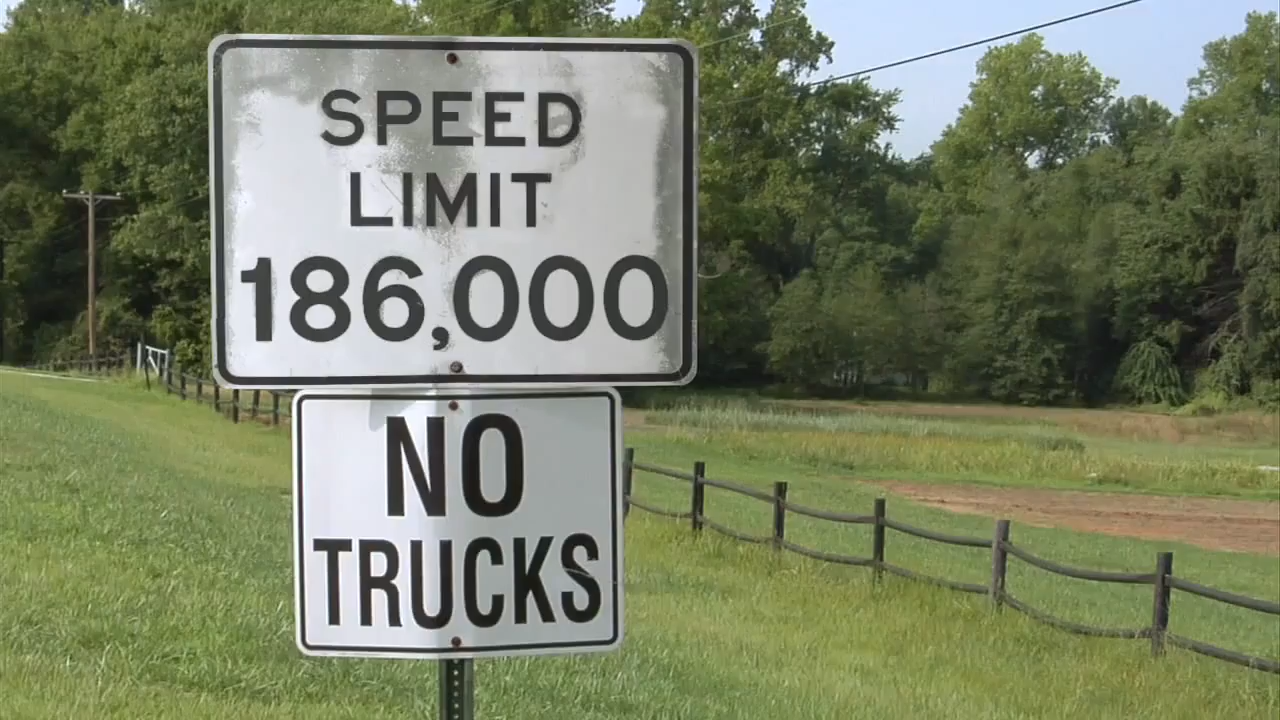 SPEED
LIMIT
186,000
NO
TRUCKS